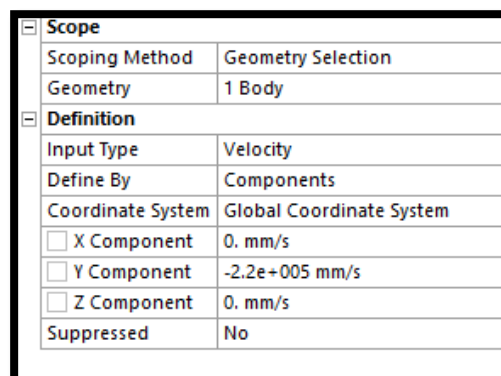 Scope
Scoping Method Geometry Selection
Geometry 1 Body
Definition
Input Type Velocity
Define By Components
Coordinate System Global Coordinate System
X Component 0. mm/s
Y Component -2.2e+005 mm/s
Z Component 0. mm/s
Suppressed No